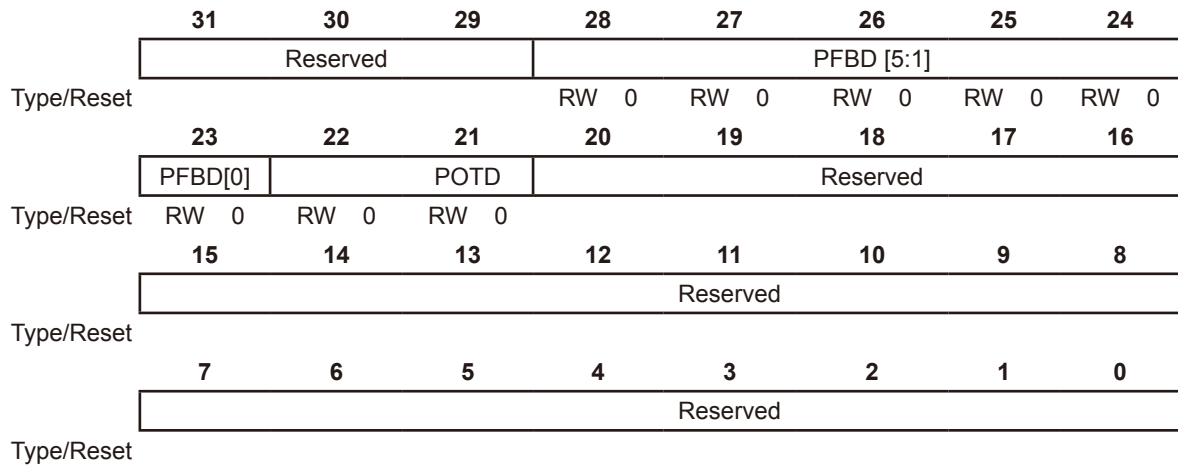 31 30 29 28 27 26 25 24
Reserved PFBD [5:1]
Type/Reset RW 0 RW 0 RW 0 RW 0 RW 0
23 22 21 20 19 18 17 16
PFBD[0] POTD Reserved
Type/Reset RW 0 RW 0 RW 0
15 14 13 12 11 10 9 8
Reserved
Type/Reset
7 6 5 4 3 2 1 0
Reserved
Type/Reset